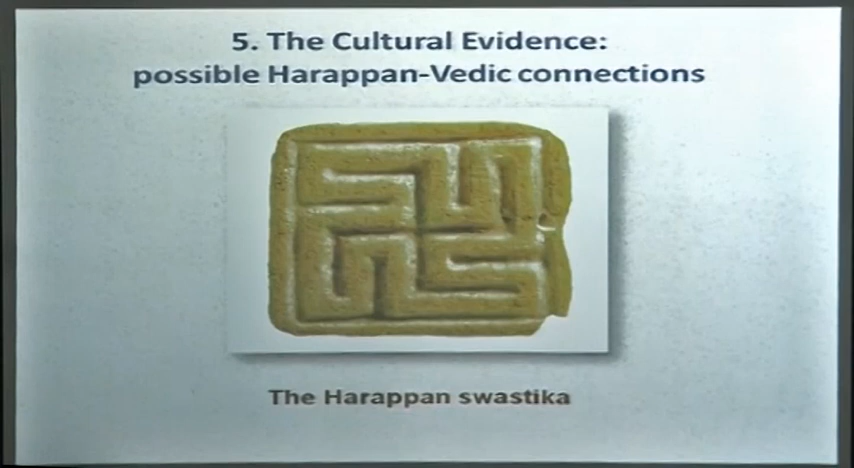 5. The Cultural Evidence:
possible Harappan-Vedic connections
The Harappan swastika